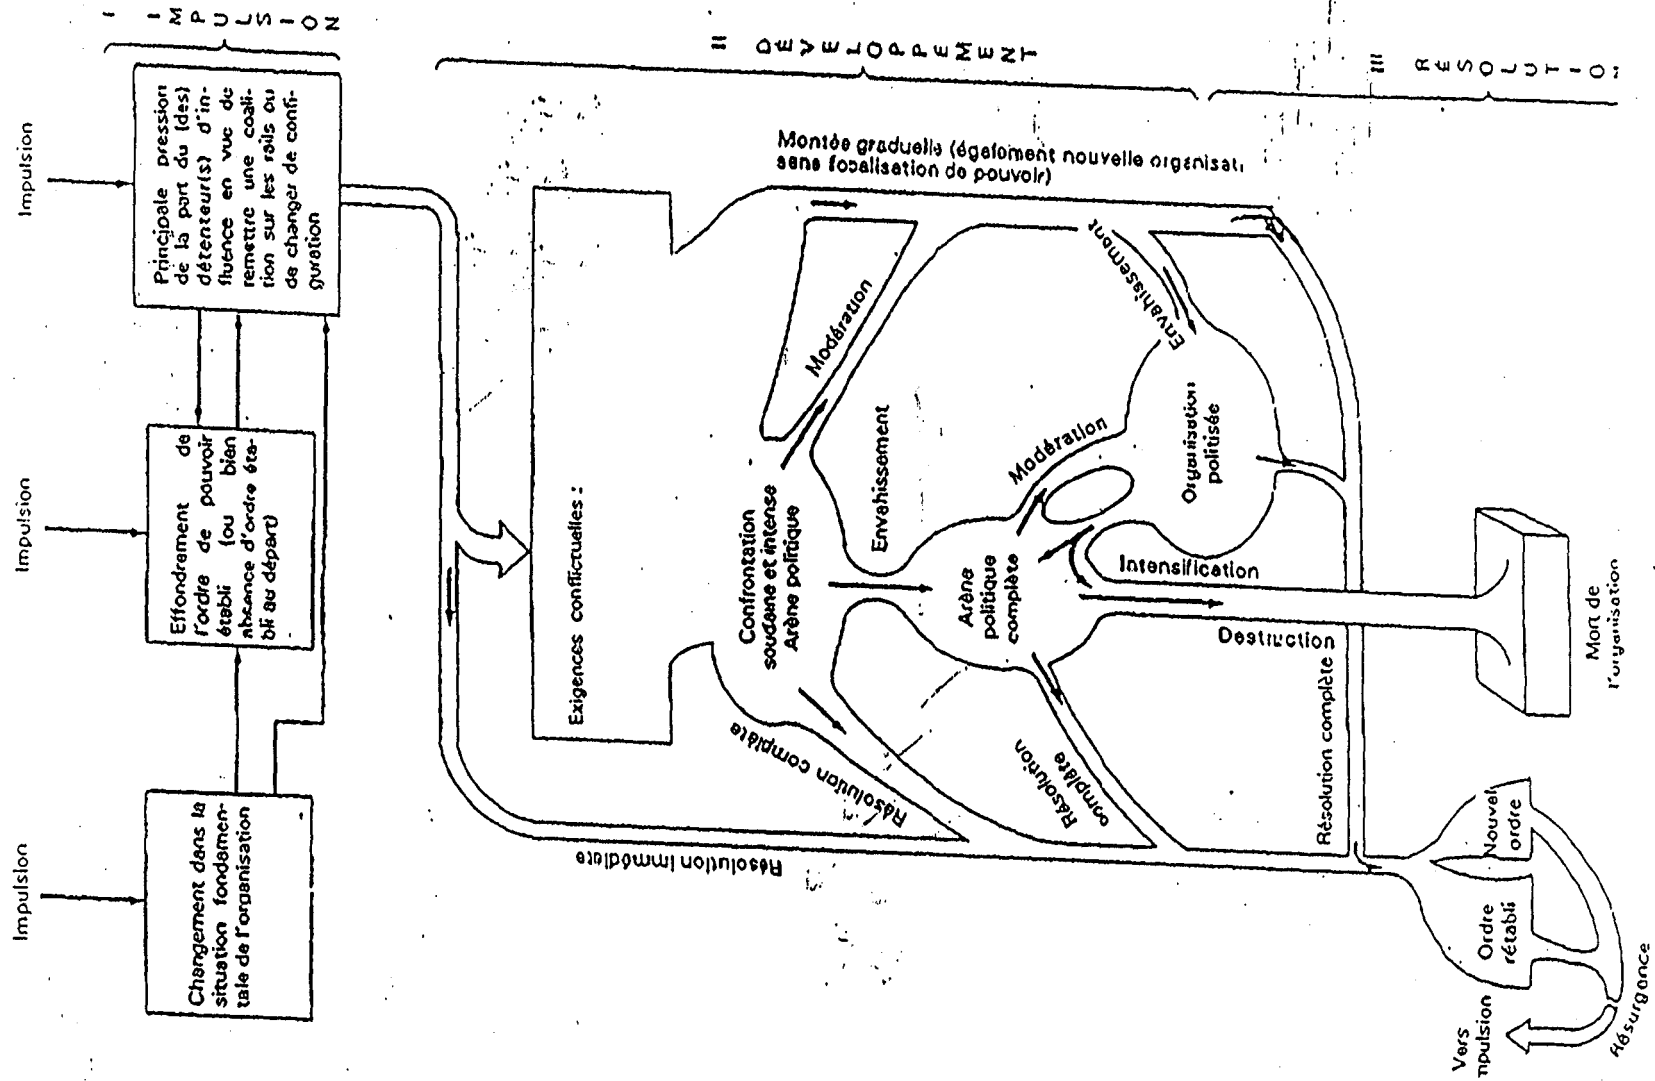 I IMPULSION
Impulsion
Changement dans la
situation fondamen-
tale de l'organisation
Impulsion
Effondrement de
l'ordre de pouvoir
établi (ou bien
absence d'ordre éta-
bli au départ)
Impulsion
Principale pression
de la part du (des)
détenteur(s) d'in-
fluence en vue de
remettre une coali-
tion sur les rails ou
de changer de confi-
guration
II DEVELOPPEMENT
Exigences conflictuelles :
Montée graduelle (également nouvelle organisati
sans focalisation de pouvoir)
Confrontation
soudaine et intense
Arène politique
Modération
Envahissement
Envahissement
Résolution complète
Résolution immédiate
Arène
politique
complète
Modération
Organisation
politisée
Intensification
Destruction
Résolution
complète
III RESOLUTIO
Résolution complète
Mort de
l'organisation
Nouvel
ordre
Ordre
rétabli
Résurgence
Vers
mpulsion